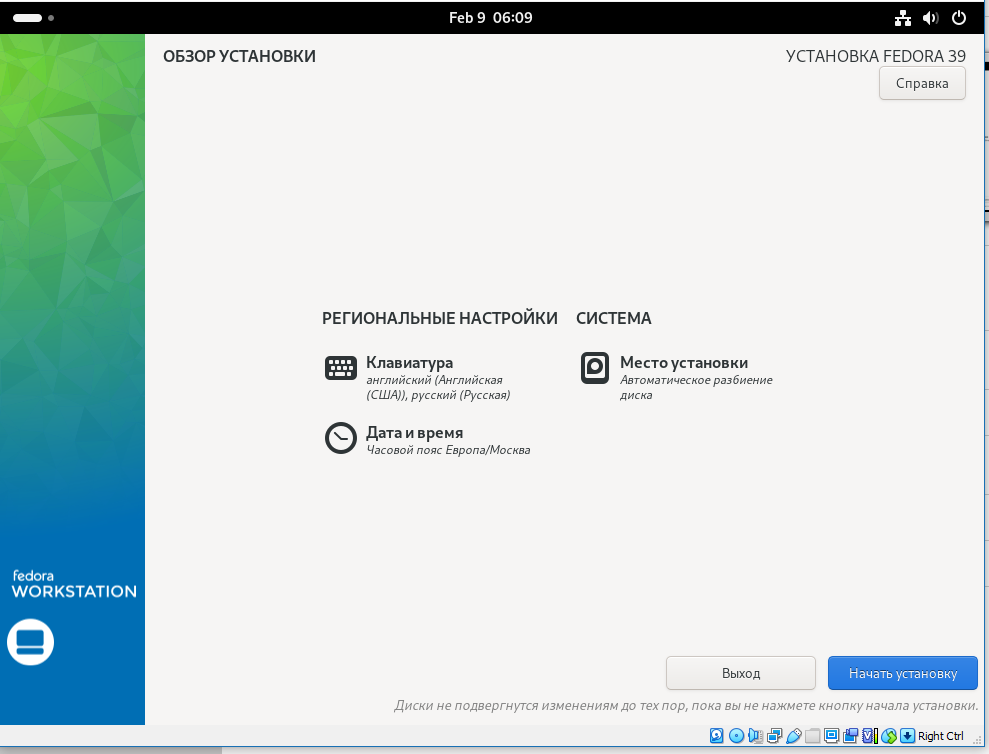 Feb 9 06:09
ОБЗОР УСТАНОВКИ
УСТАНОВКА FEDORA 39
Справка
РЕГИОНАЛЬНЫЕ НАСТРОЙКИ
Клавиатура
английский (Английская
(США)), русский (Русская)
Дата и время
Часовой пояс Европа/Москва
СИСТЕМА
Место установки
Автоматическое разбиение
диска
fedora
WORKSTATION
Выход
Начать установку
Диски не подвергнутся изменениям до тех пор, пока вы не нажмете кнопку начала установки.
Right Ctrl